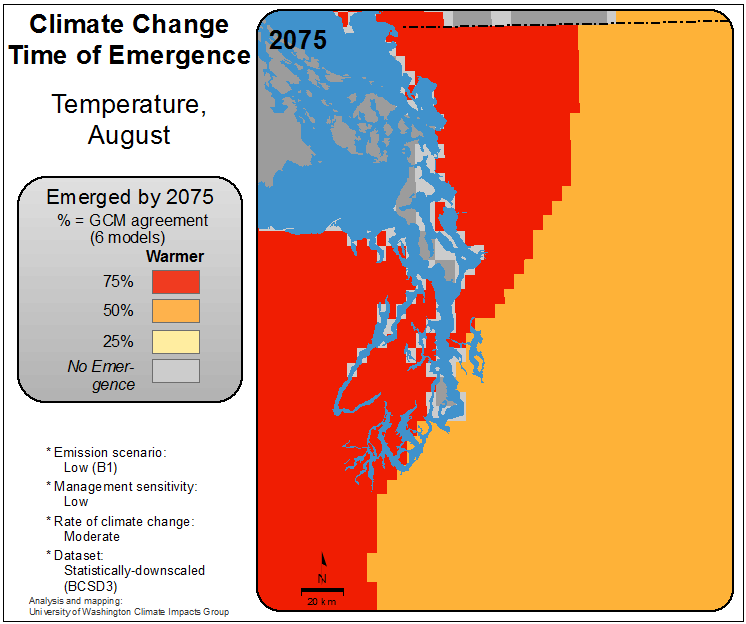 Climate Change
Time of Emergence
Temperature,
August
Emerged by 2075
% = GCM agreement
(6 models)
Warmer
75%
50%
25%
No Emer-
gence
* Emission scenario:
Low (B1)
* Management sensitivity:
Low
* Rate of climate change:
Moderate
* Dataset:
Statistically-downscaled
(BCSD3)
Analysis and mapping:
University of Washington Climate Impacts Group
2075
N
20 km